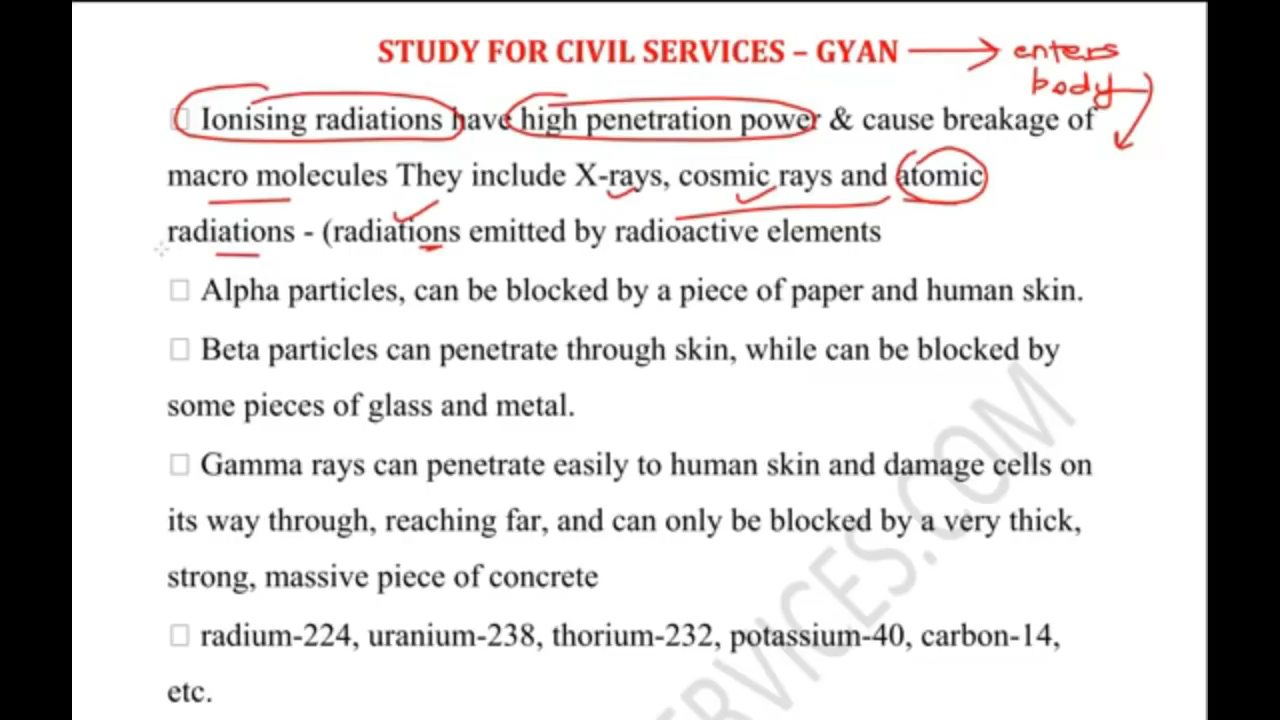 STUDY FOR CIVIL SERVICES – GYAN enters
body
Ionising radiations have high penetration power & cause breakage of
macro molecules They include X-rays, cosmic rays and atomic
radiations - (radiations emitted by radioactive elements
Alpha particles, can be blocked by a piece of paper and human skin.
Beta particles can penetrate through skin, while can be blocked by
some pieces of glass and metal.
Gamma rays can penetrate easily to human skin and damage cells on
its way through, reaching far, and can only be blocked by a very thick,
strong, massive piece of concrete
radium-224, uranium-238, thorium-232, potassium-40, carbon-14,
etc.
ERVICES.COM